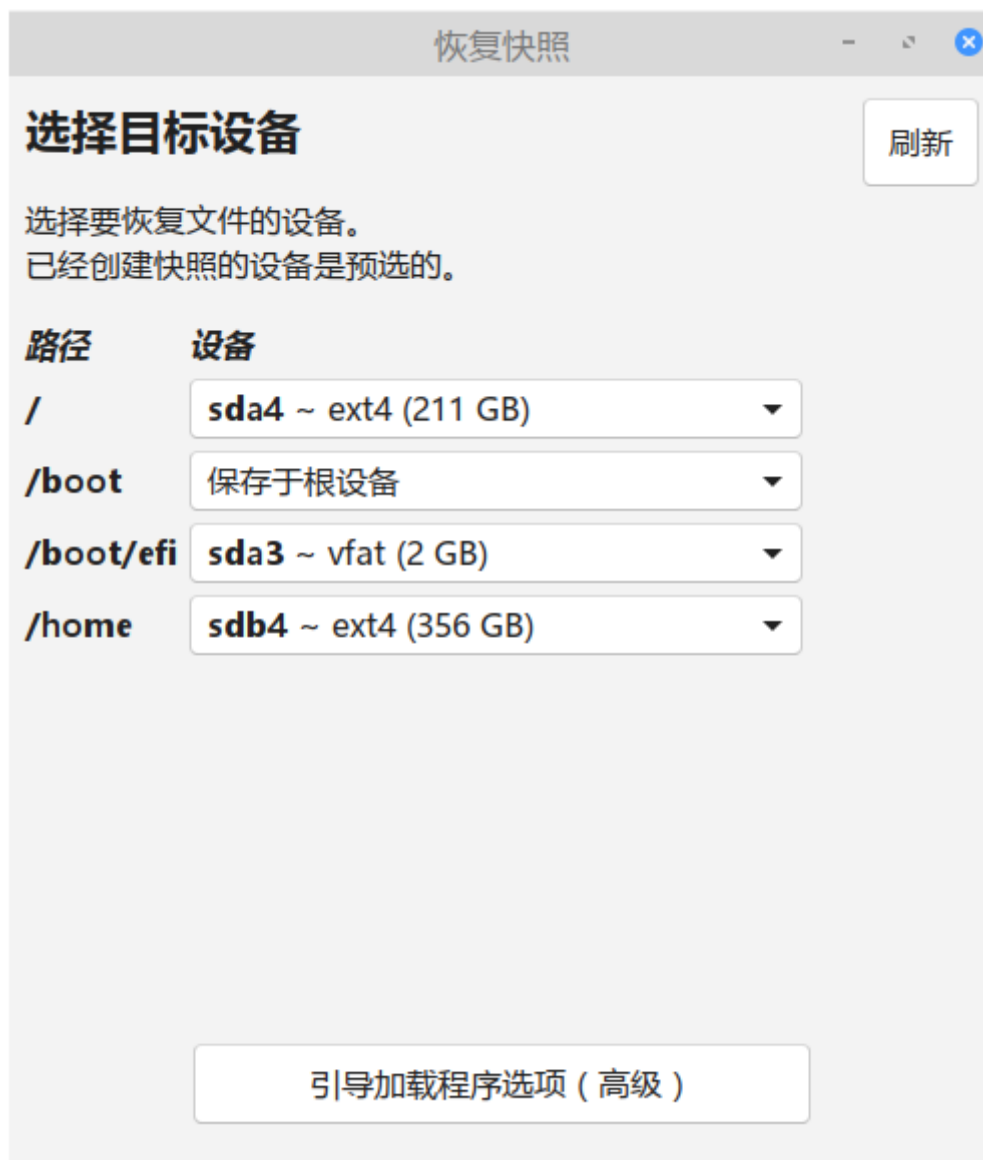 恢复快照
选择目标设备
刷新
选择要恢复文件的设备。
已经创建快照的设备是预选的。
路径 设备
/ sda4 ~ ext4 (211 GB)
/boot 保存于根设备
/boot/efi sda3 ~ vfat (2 GB)
/home sdb4 ~ ext4 (356 GB)
引导加载程序选项（高级）